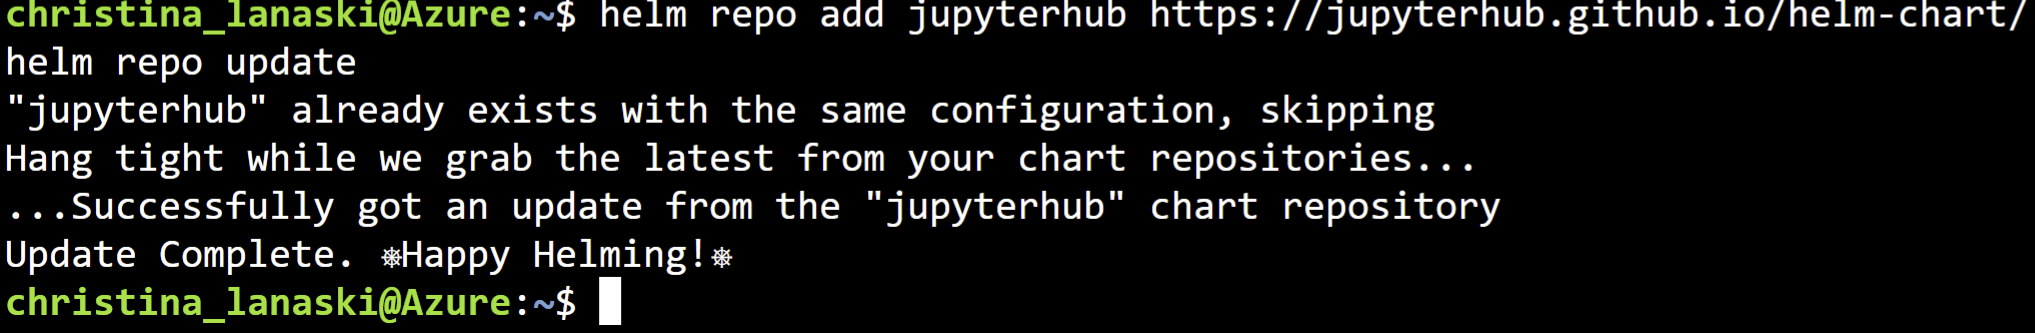 christina_lanaski@Azure:~$ helm repo add jupyterhub https://jupyterhub.github.io/helm-chart/
helm repo update
"jupyterhub" already exists with the same configuration, skipping
Hang tight while we grab the latest from your chart repositories...
...Successfully got an update from the "jupyterhub" chart repository
Update Complete. ⎈Happy Helming!⎈
christina_lanaski@Azure:~$